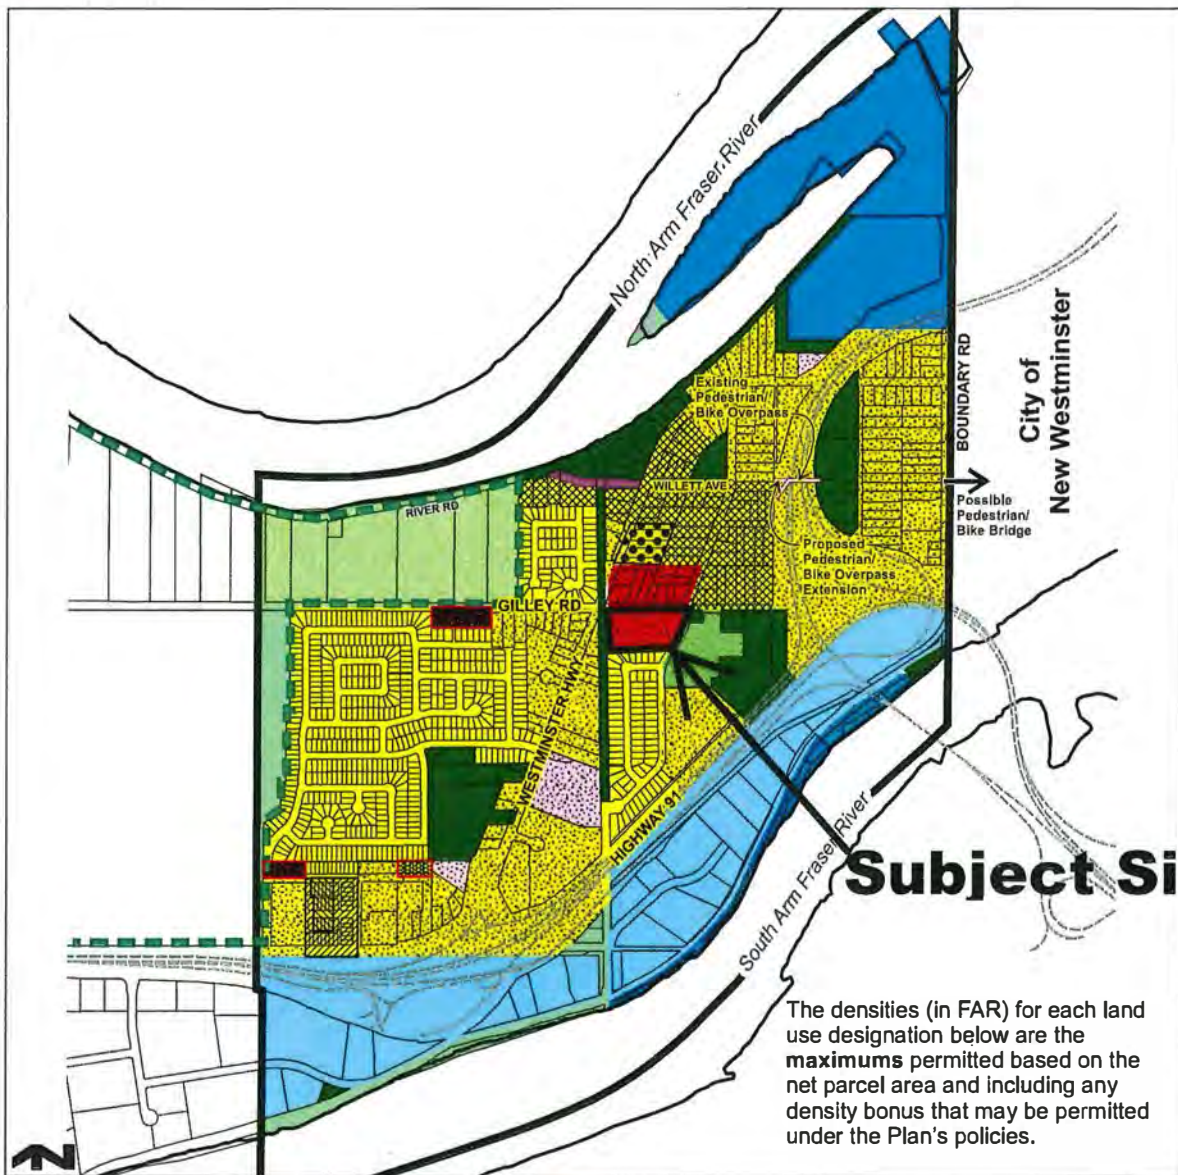 North Arm Fraser River
BOUNDARY RD
City of
New Westminster
Existing
Pedestrian/
Bike Overpass
WILLETT AVE
Possible
Pedestrian/
Bike Bridge
RIVER RD
Proposed
Pedestrian/
Bike Overpass
Extension
GILLEY RD
WESTMINSTER HWY
HIGHWAY 91
Subject Si
South Arm Fraser River
The densities (in FAR) for each land
use designation below are the
maximums permitted based on the
net parcel area and including any
density bonus that may be permitted
under the Plan's policies.
N